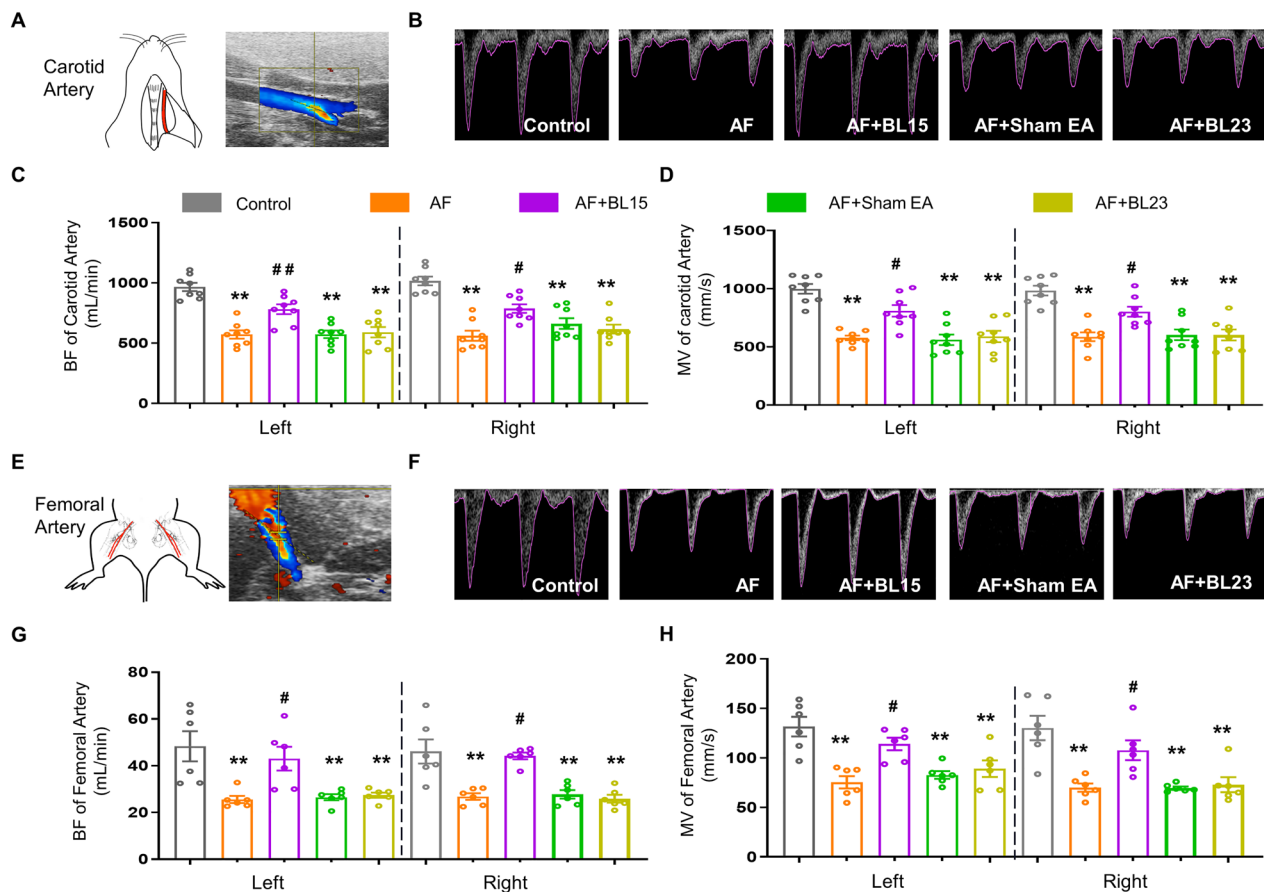 A
Carotid
Artery
B
Control
AF
AF+BL15
AF+Sham EA
AF+BL23
C
Control
AF
AF+BL15
D
AF+Sham EA
AF+BL23
BF of Carotid Artery
(mL/min)
1500
1000
500
0
**
##
**
**
**
#
**
**
Left
Right
MV of carotid Artery
(mm/s)
1500
1000
500
0
**
#
**
**
**
#
**
**
Left
Right
E
Femoral
Artery
F
Control
AF
AF+BL15
AF+Sham EA
AF+BL23
G
BF of Femoral Artery
(mL/min)
80
60
40
20
0
**
#
**
**
**
#
**
**
Left
Right
H
MV of Femoral Artery
(mm/s)
200
150
100
50
0
**
#
**
**
**
#
**
**
Left
Right